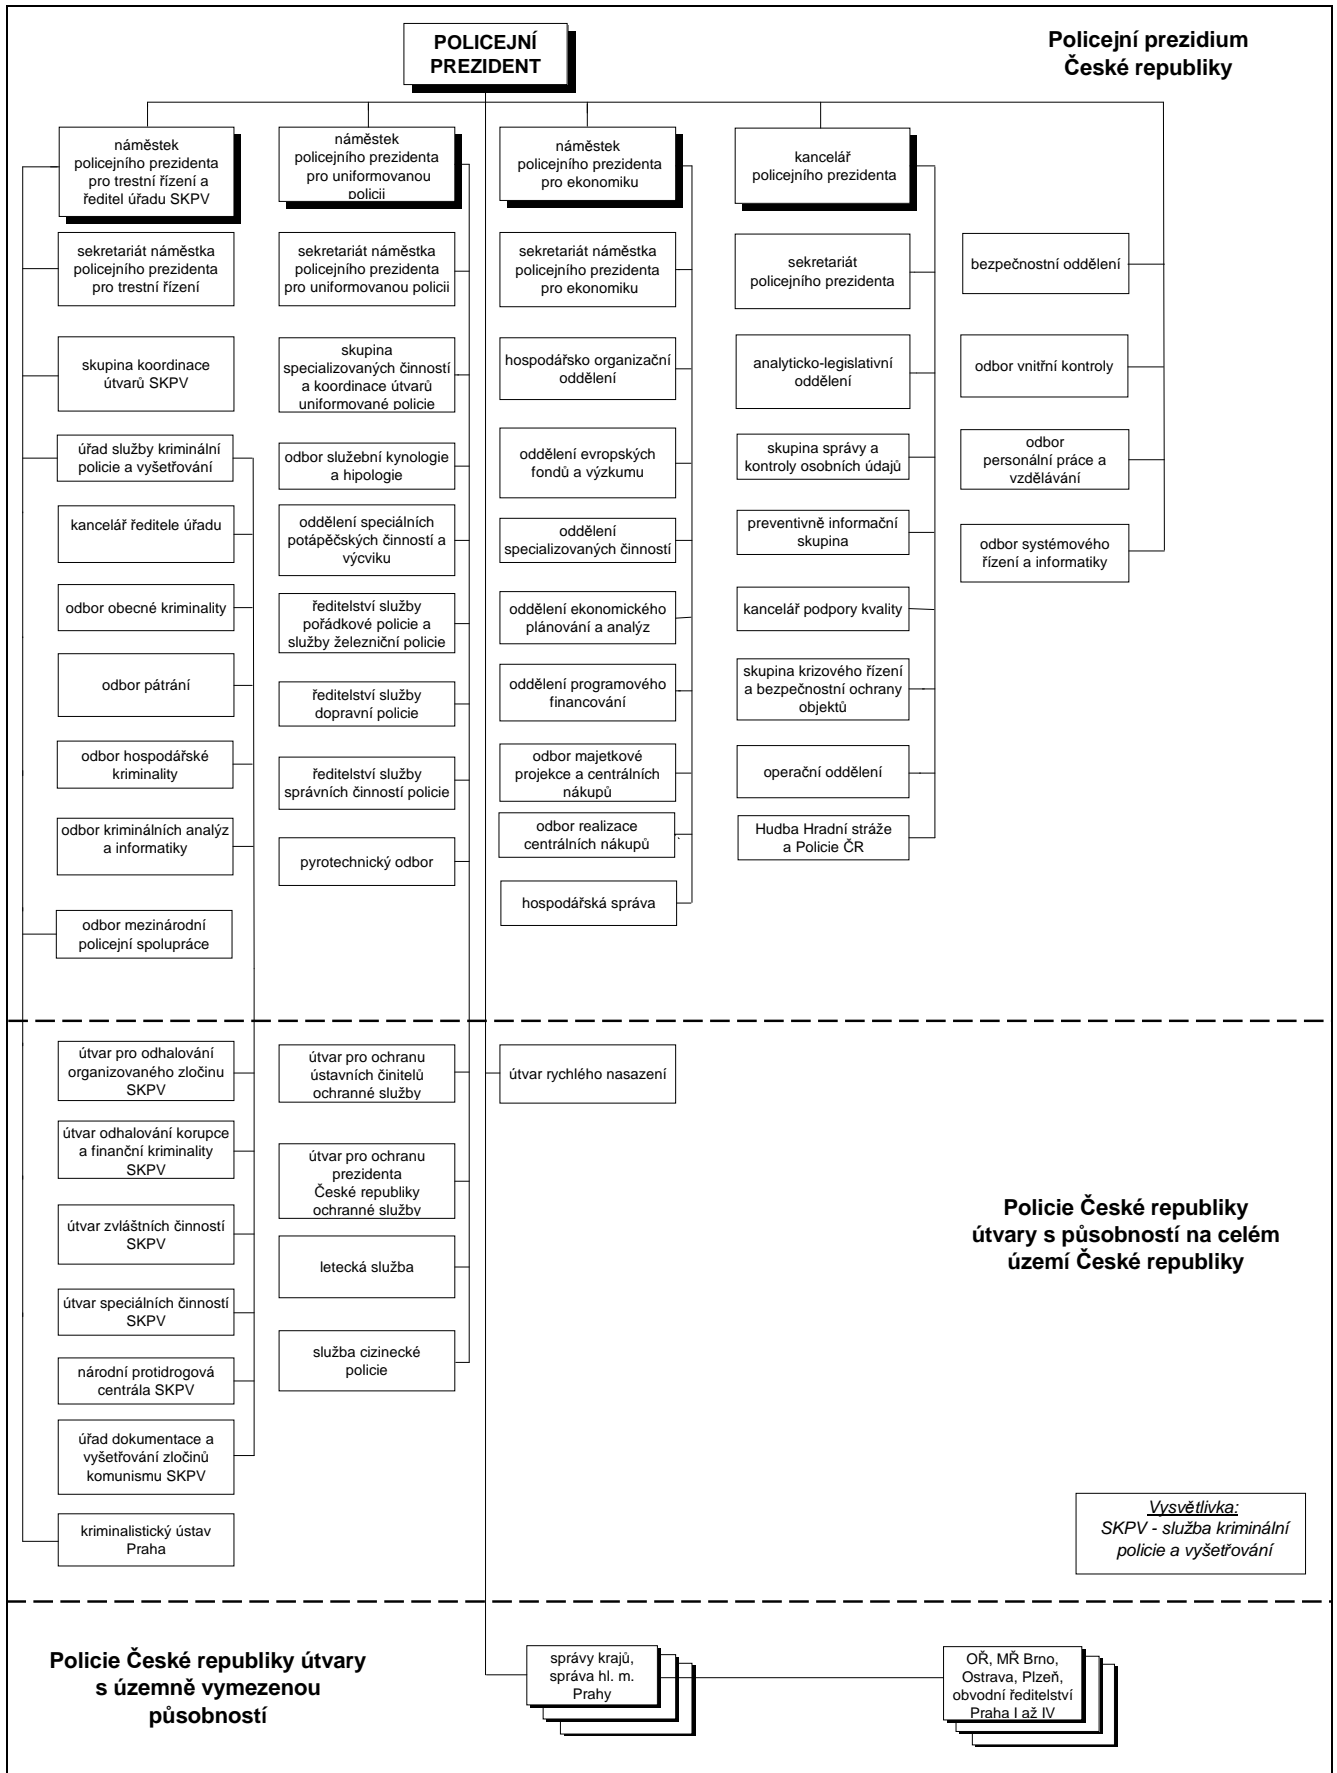 POLICEJNÍ
PREZIDENT
Policejní prezidium
České republiky
náměstek
policejního prezidenta
pro trestní řízení a
ředitel úřadu SKPV
sekretariát náměstka
policejního prezidenta
pro trestní řízení
skupina koordinace
útvarů SKPV
úřad služby kriminální
policie a vyšetřování
kancelář ředitele úřadu
odbor obecné kriminality
odbor pátrání
odbor hospodářské
kriminality
odbor kriminálních analýz
a informatiky
odbor mezinárodní
policejní spolupráce
náměstek
policejního prezidenta
pro uniformovanou
policii
sekretariát náměstka
policejního prezidenta
pro uniformovanou policii
skupina
specializovaných činností
a koordinace útvarů
uniformované policie
odbor služební kynologie
a hipologie
oddělení speciálních
potápěčských činností a
výcviku
ředitelství služby
pořádkové policie a
služby železniční policie
ředitelství služby
dopravní policie
ředitelství služby
správních činností policie
pyrotechnický odbor
náměstek
policejního prezidenta
pro ekonomiku
sekretariát náměstka
policejního prezidenta
pro ekonomiku
hospodářsko organizační
oddělení
oddělení evropských
fondů a výzkumu
oddělení
specializovaných činností
oddělení ekonomického
plánování a analýz
oddělení programového
financování
odbor majetkové
projekce a centrálních
nákupů
odbor realizace
centrálních nákupů
hospodářská správa
kancelář
policejního prezidenta
sekretariát
policejního prezidenta
analyticko-legislativní
oddělení
skupina správy a
kontroly osobních údajů
preventivně informační
skupina
kancelář podpory kvality
skupina krizového řízení
a bezpečnostní ochrany
objektů
operační oddělení
Hudba Hradní stráže
a Policie ČR
bezpečnostní oddělení
odbor vnitřní kontroly
odbor
personální práce a
vzdělávání
odbor systémového
řízení a informatiky
útvar pro odhalování
organizovaného zločinu
SKPV
útvar odhalování korupce
a finanční kriminality
SKPV
útvar zvláštních činností
SKPV
útvar speciálních činností
SKPV
národní protidrogová
centrála SKPV
úřad dokumentace a
vyšetřování zločinů
komunismu SKPV
kriminalistický ústav
Praha
útvar pro ochranu
ústavních činitelů
ochranné služby
útvar pro ochranu
prezidenta
České republiky
ochranné služby
letecká služba
služba cizinecké
policie
útvar rychlého nasazení
Policie České republiky
útvary s působností na celém
území České republiky
Vysvětlivka:
SKPV - služba kriminální
policie a vyšetřování
Policie České republiky útvary
s územně vymezenou
působností
správy krajů,
správa hl. m.
Prahy
OŘ, MŘ Brno,
Ostrava, Plzeň,
obvodní ředitelství
Praha I až IV